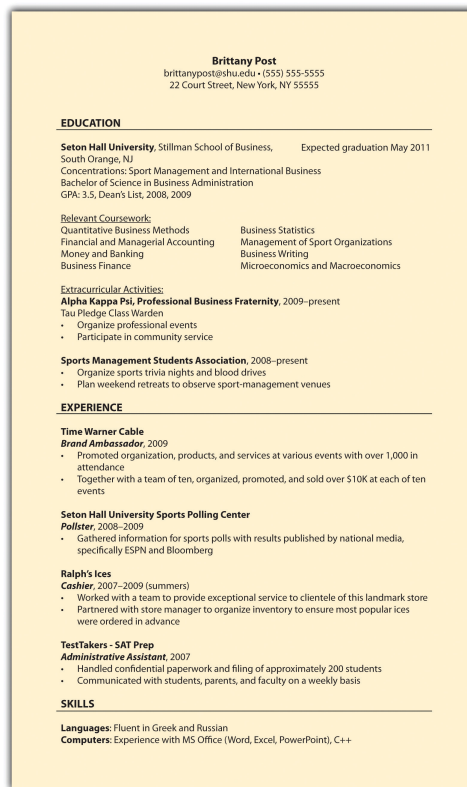 Brittany Post
brittanypost@shu.edu • (555) 555-5555
22 Court Street, New York, NY 55555
EDUCATION
Seton Hall University, Stillman School of Business, Expected graduation May 2011
South Orange, NJ
Concentrations: Sport Management and International Business
Bachelor of Science in Business Administration
GPA: 3.5, Dean's List, 2008, 2009
Relevant Coursework:
Quantitative Business Methods Business Statistics
Financial and Managerial Accounting Management of Sport Organizations
Money and Banking Business Writing
Business Finance Microeconomics and Macroeconomics
Extracurricular Activities:
Alpha Kappa Psi, Professional Business Fraternity, 2009–present
Tau Pledge Class Warden
• Organize professional events
• Participate in community service
Sports Management Students Association, 2008–present
• Organize sports trivia nights and blood drives
• Plan weekend retreats to observe sport-management venues
EXPERIENCE
Time Warner Cable
Brand Ambassador, 2009
• Promoted organization, products, and services at various events with over 1,000 in
attendance
• Together with a team of ten, organized, promoted, and sold over $10K at each of ten
events
Seton Hall University Sports Polling Center
Pollster, 2008–2009
• Gathered information for sports polls with results published by national media,
specifically ESPN and Bloomberg
Ralph's Ices
Cashier, 2007–2009 (summers)
• Worked with a team to provide exceptional service to clientele of this landmark store
• Partnered with store manager to organize inventory to ensure most popular ices
were ordered in advance
TestTakers - SAT Prep
Administrative Assistant, 2007
• Handled confidential paperwork and filing of approximately 200 students
• Communicated with students, parents, and faculty on a weekly basis
SKILLS
Languages: Fluent in Greek and Russian
Computers: Experience with MS Office (Word, Excel, PowerPoint), C++